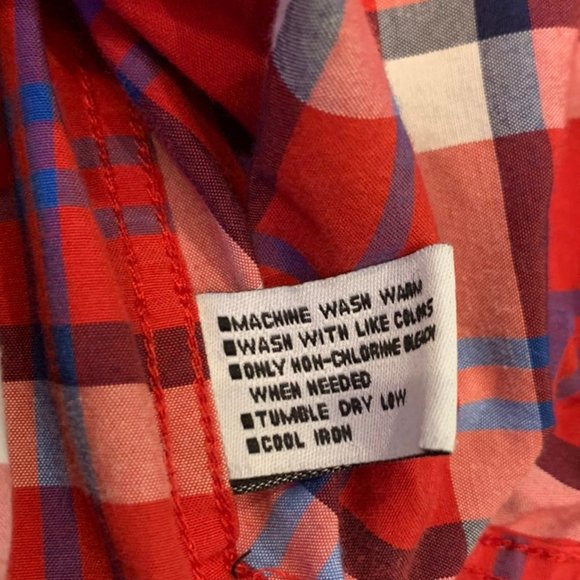 ■MACHINE WASH WARM
■WASH WITH LIKE COLORS
■ONLY NON-CHLORINE BLEACH
WHEN NEEDED
■TUMBLE DRY LOW
■COOL IRON